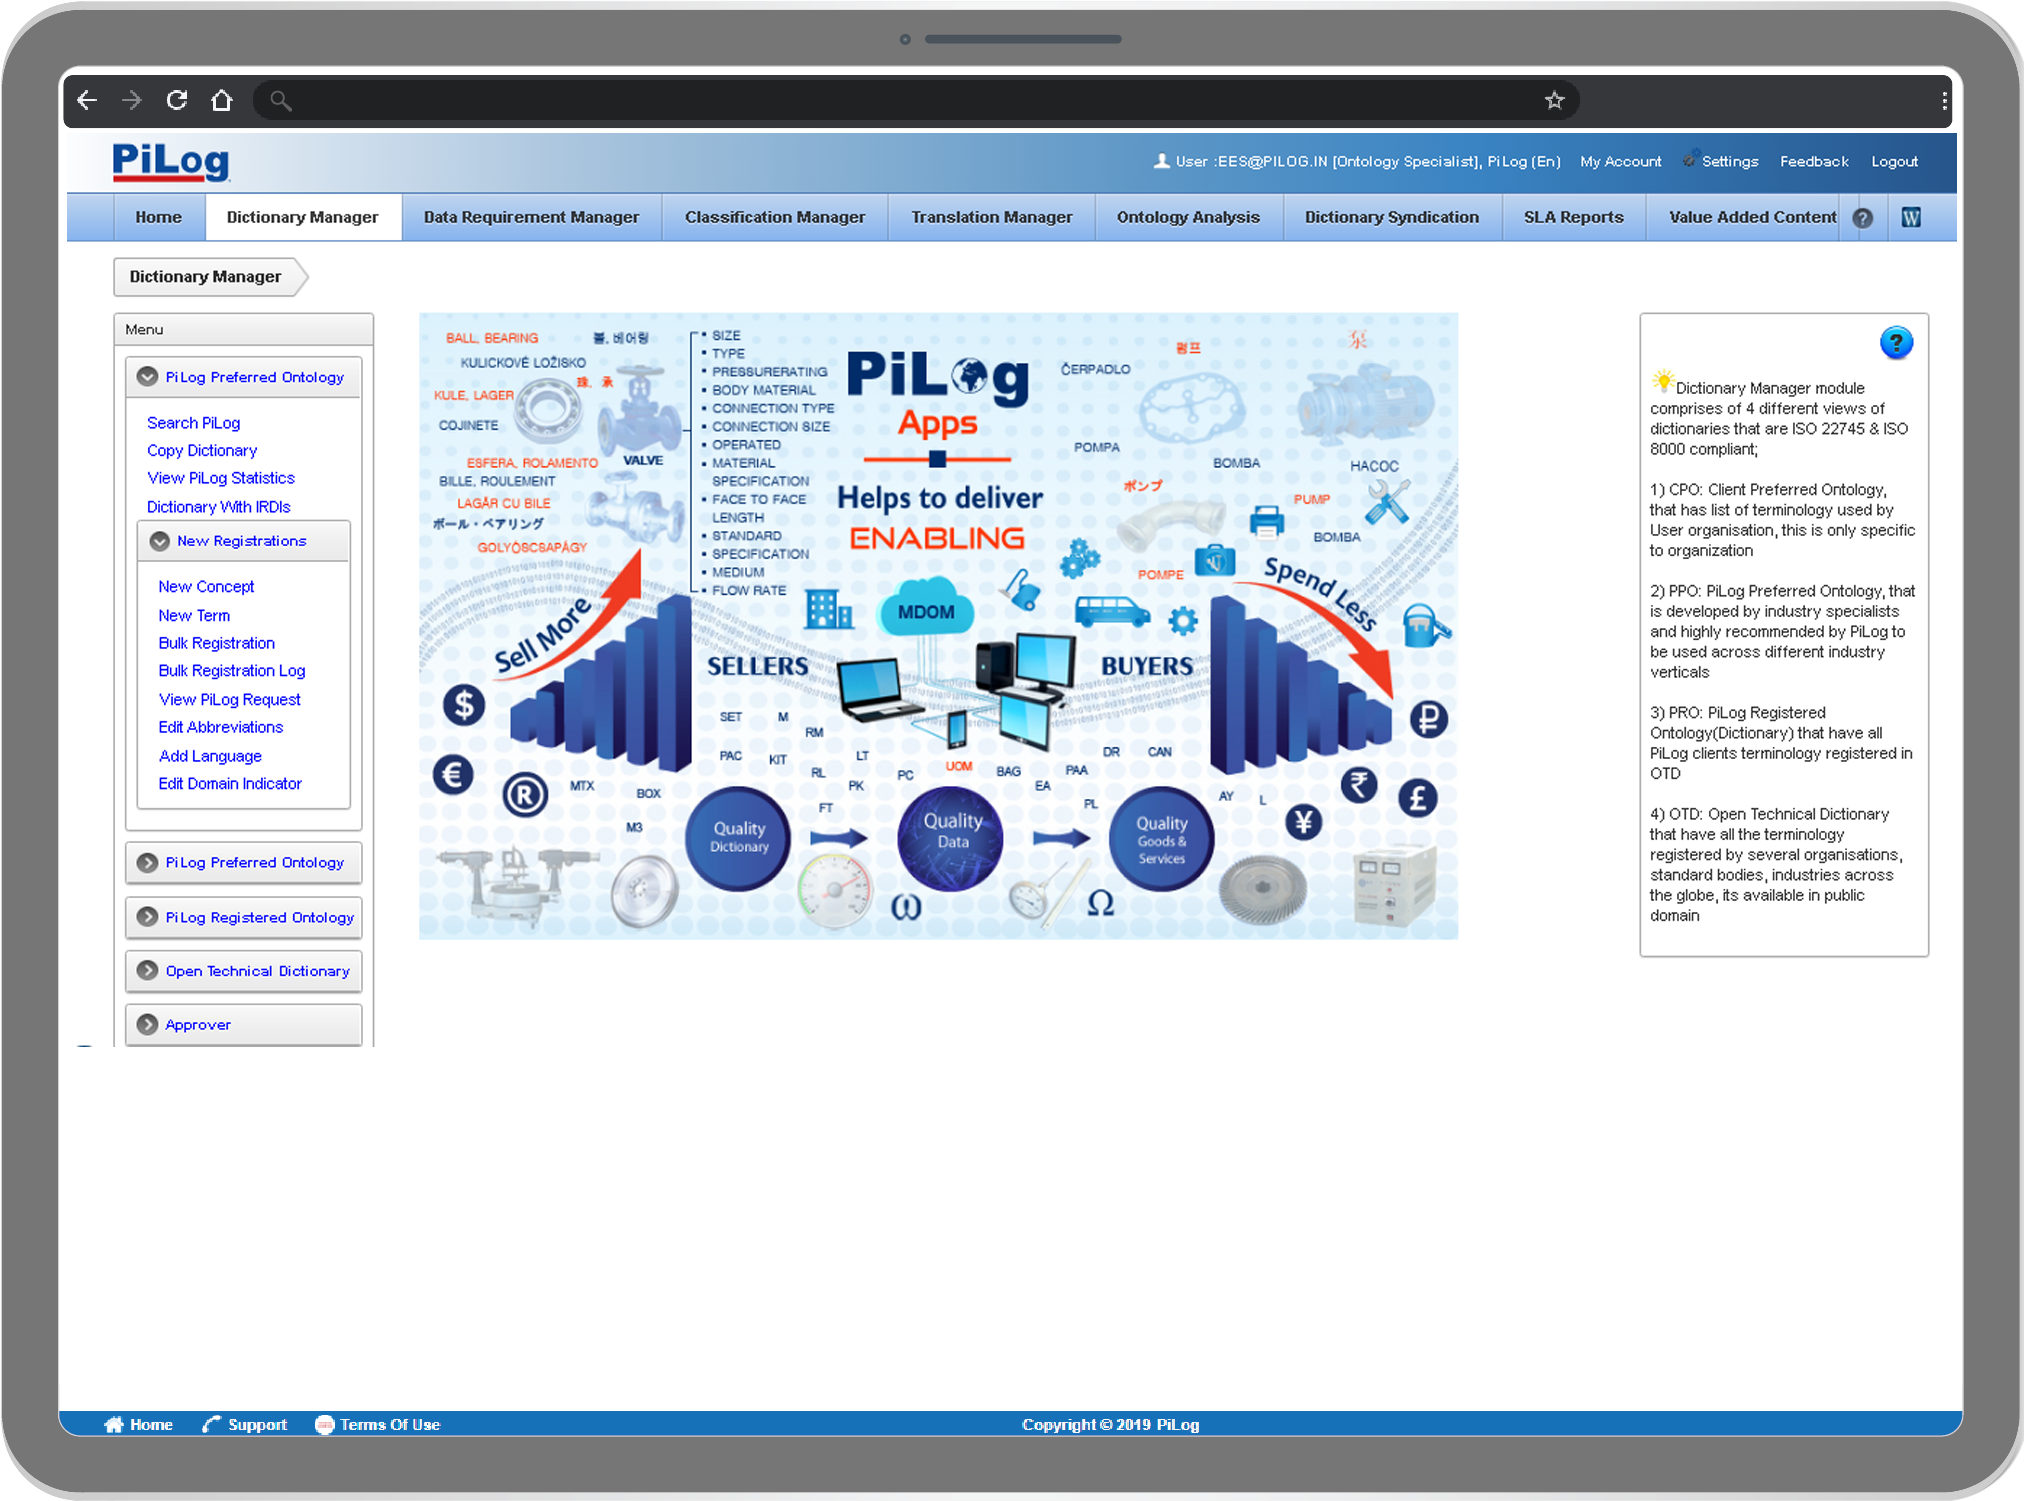 PiLog
User :EES@PILOG.IN [Ontology Specialist], PiLog (En) My Account Settings Feedback Logout
Home Dictionary Manager Data Requirement Manager Classification Manager Translation Manager Ontology Analysis Dictionary Syndication SLA Reports Value Added Content ? W
Dictionary Manager
Menu
PiLog Preferred Ontology
Search PiLog
Copy Dictionary
View PiLog Statistics
Dictionary With IRDIs
New Registrations
New Concept
New Term
Bulk Registration
Bulk Registration Log
View PiLog Request
Edit Abbreviations
Add Language
Edit Domain Indicator
PiLog Preferred Ontology
PiLog Registered Ontology
Open Technical Dictionary
Approver
BALL, BEARING
볼, 베어링
KULICKOVÉ LOŽISKO
珠, 承
KULE, LAGER
COJINETE
ESFERA, ROLAMENTO
VALVE
BILLE, ROULEMENT
LAGĂR CU BILE
ボール・ベアリング
GOLYÓSCSAPÁGY
▪ SIZE
▪ TYPE
▪ PRESSURERATING
▪ BODY MATERIAL
▪ CONNECTION TYPE
▪ CONNECTION SIZE
▪ OPERATED
▪ MATERIAL
SPECIFICATION
▪ FACE TO FACE
LENGTH
▪ STANDARD
▪ SPECIFICATION
▪ MEDIUM
▪ FLOW RATE
PiLog
Apps
Helps to deliver
ENABLING
펌프
泵
ČERPADLO
POMPA
BOMBA
НАСОС
ポンプ
PUMP
BOMBA
POMPE
Sell More
MDOM
Spend Less
SELLERS
BUYERS
$
€
®
₽
₹
£
¥
SET
M
RM
PAC
KIT
LT
RL
PK
PC
UOM
BAG
PAA
DR
CAN
EA
PL
AY
L
MTX
BOX
FT
M3
Quality
Dictionary
Quality
Data
Quality
Goods &
Services
ω
Ω
?
Dictionary Manager module
comprises of 4 different views of
dictionaries that are ISO 22745 & ISO
8000 compliant;
1) CPO: Client Preferred Ontology,
that has list of terminology used by
User organisation, this is only specific
to organization
2) PPO: PiLog Preferred Ontology, that
is developed by industry specialists
and highly recommended by PiLog to
be used across different industry
verticals
3) PRO: PiLog Registered
Ontology(Dictionary) that have all
PiLog clients terminology registered in
OTD
4) OTD: Open Technical Dictionary
that have all the terminology
registered by several organisations,
standard bodies, industries across
the globe, its available in public
domain
Home Support Terms Of Use Copyright © 2019 PiLog